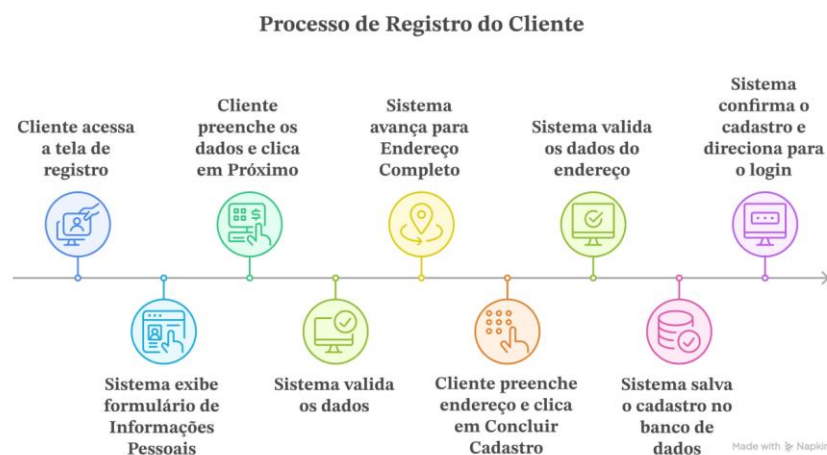 Processo de Registro do Cliente
Cliente acessa
a tela de
registro
Sistema exibe
formulário de
Informações
Pessoais
Cliente
preenche os
dados e clica
em Próximo
Sistema valida
os dados
Sistema
avança para
Endereço
Completo
Cliente preenche
endereço e clica
em Concluir
Cadastro
Sistema valida
os dados do
endereço
Sistema salva
o cadastro no
banco de
dados
Sistema
confirma o
cadastro e
direciona para
o login
Made with Napkin